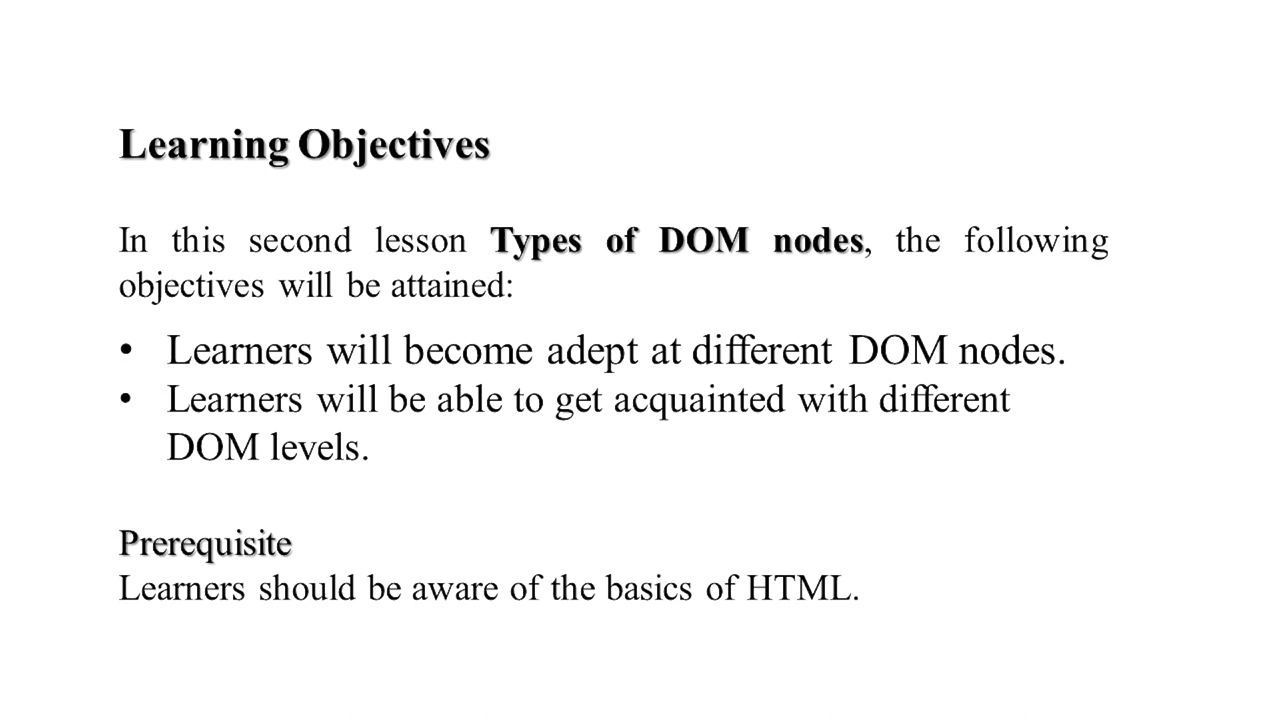 Learning Objectives
In this second lesson Types of DOM nodes, the following
objectives will be attained:
• Learners will become adept at different DOM nodes.
• Learners will be able to get acquainted with different
DOM levels.
Prerequisite
Learners should be aware of the basics of HTML.